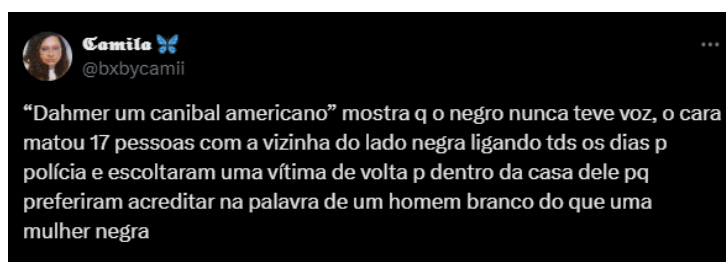 𝕮𝖆𝖒𝖎𝖑𝖆 🦋
@bxbycamii
“Dahmer um canibal americano” mostra q o negro nunca teve voz, o cara
matou 17 pessoas com a vizinha do lado negra ligando tds os dias p
polícia e escoltaram uma vítima de volta p dentro da casa dele pq
preferiram acreditar na palavra de um homem branco do que uma
mulher negra